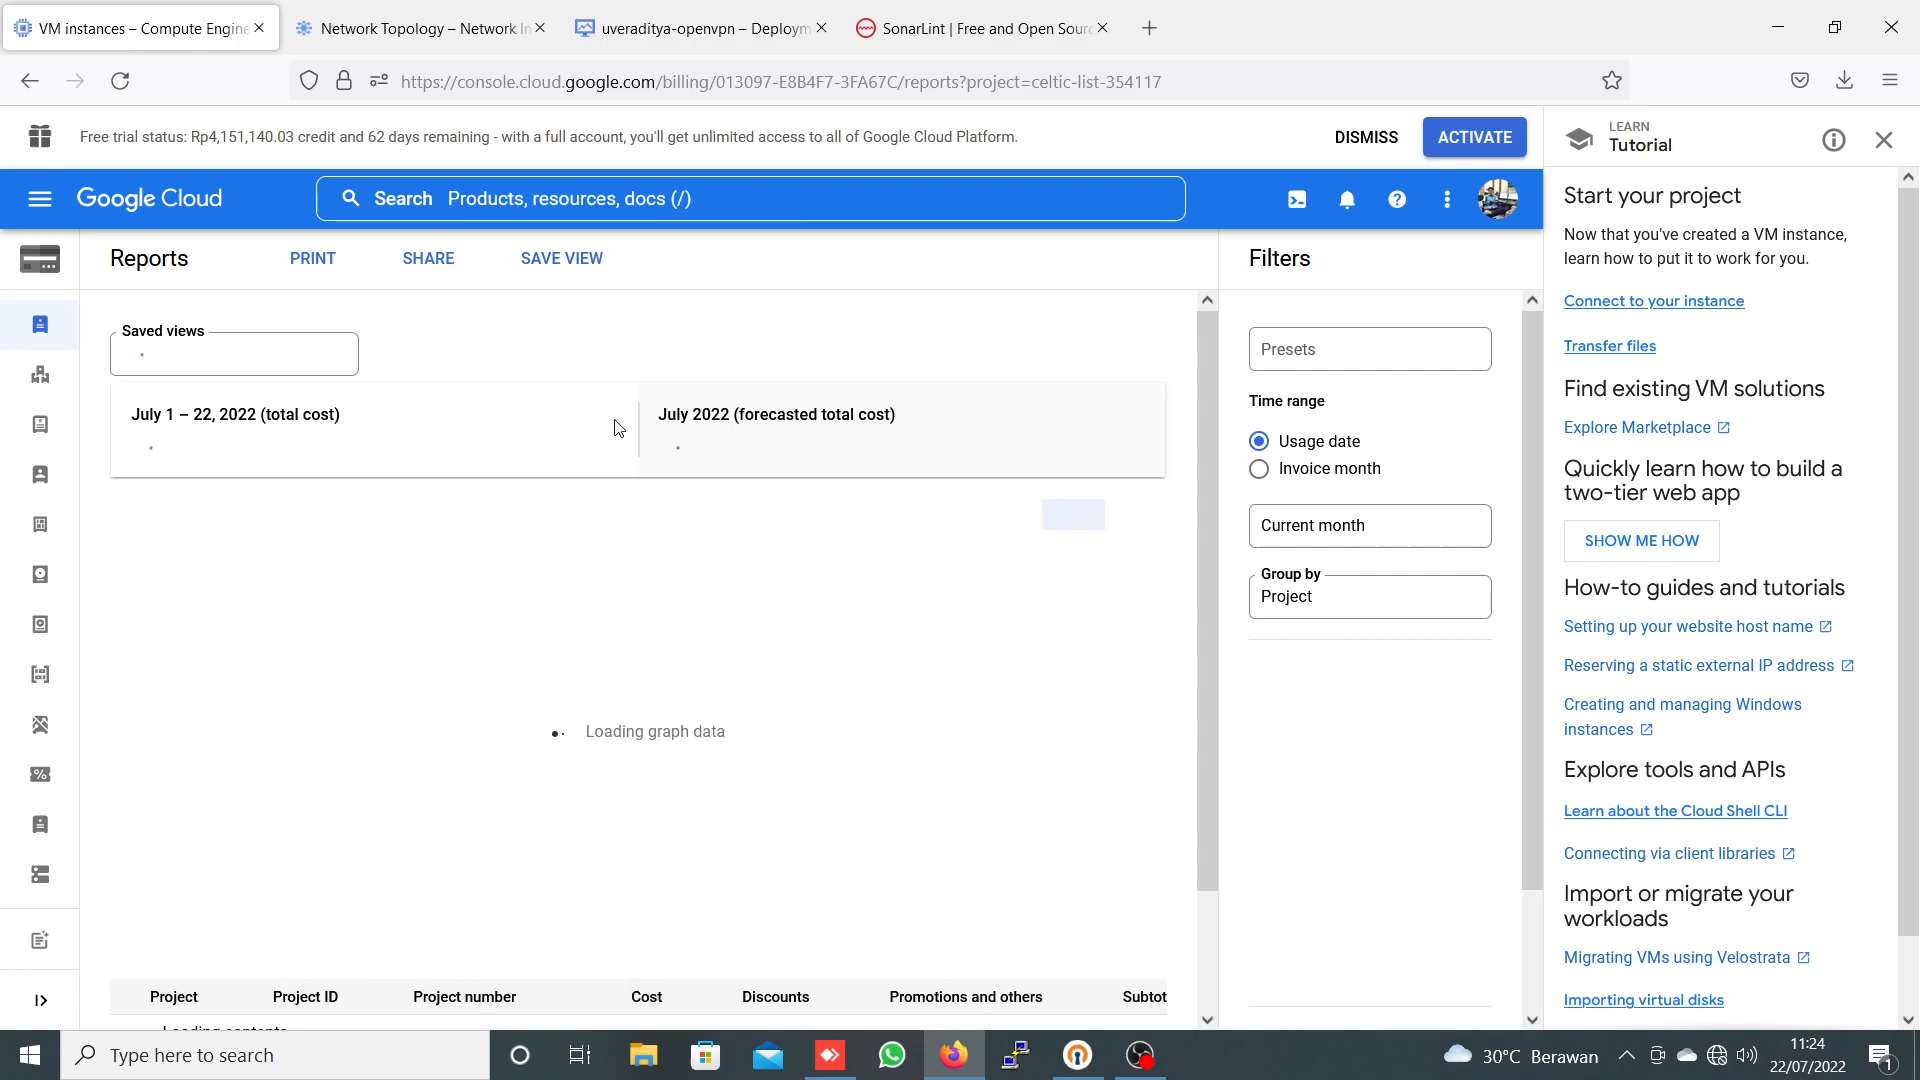 VM instances – Compute Engine
Network Topology – Network In
uveraditya-openvpn – Deploym
SonarLint | Free and Open Sourc
https://console.cloud.google.com/billing/013097-E8B4F7-3FA67C/reports?project=celtic-list-354117
Free trial status: Rp4,151,140.03 credit and 62 days remaining - with a full account, you'll get unlimited access to all of Google Cloud Platform.
DISMISS
ACTIVATE
LEARN
Tutorial
Google Cloud
Search Products, resources, docs (/)
Reports
PRINT
SHARE
SAVE VIEW
Filters
Saved views
July 1 – 22, 2022 (total cost)
July 2022 (forecasted total cost)
Loading graph data
Project
Project ID
Project number
Cost
Discounts
Promotions and others
Subtot
Loading contents
Presets
Time range
Usage date
Invoice month
Current month
Group by
Project
Start your project
Now that you've created a VM instance,
learn how to put it to work for you.
Connect to your instance
Transfer files
Find existing VM solutions
Explore Marketplace
Quickly learn how to build a
two-tier web app
SHOW ME HOW
How-to guides and tutorials
Setting up your website host name
Reserving a static external IP address
Creating and managing Windows
instances
Explore tools and APIs
Learn about the Cloud Shell CLI
Connecting via client libraries
Import or migrate your
workloads
Migrating VMs using Velostrata
Importing virtual disks
Type here to search
30°C Berawan
11:24
22/07/2022
1